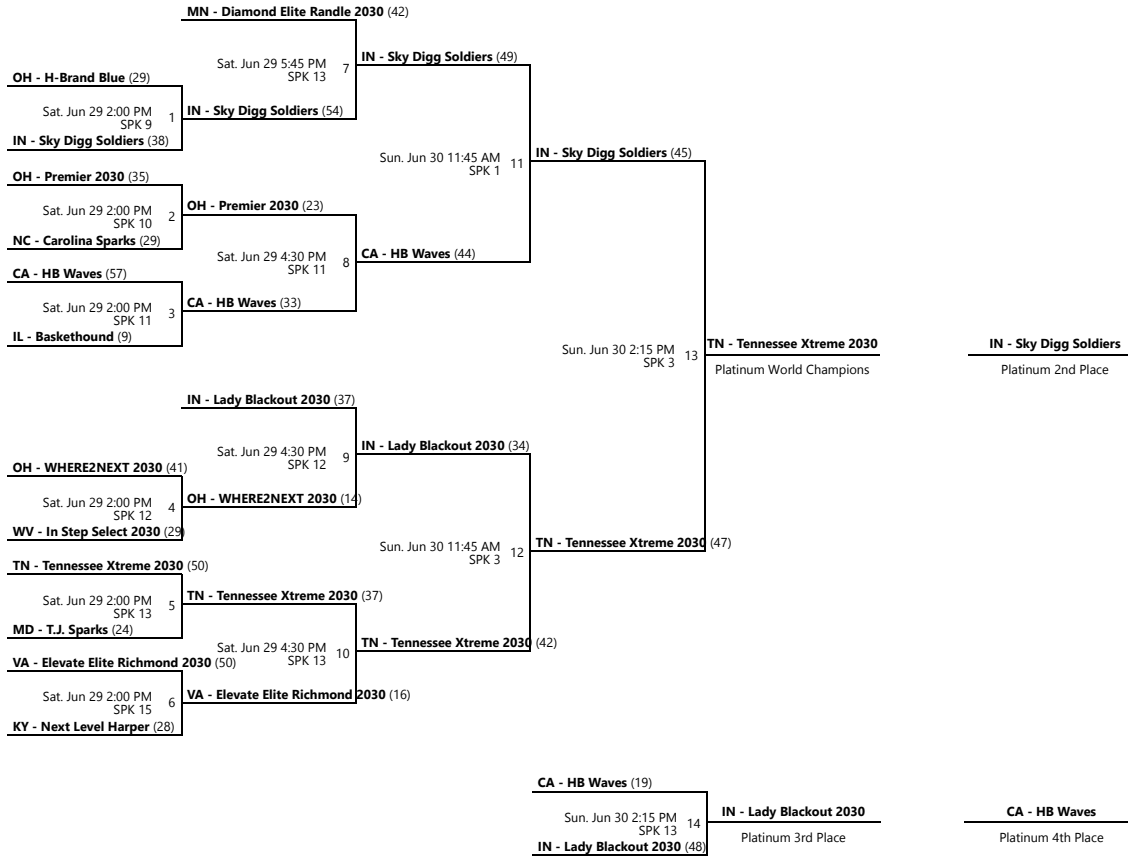 MN - Diamond Elite Randle 2030 (42)
Sat. Jun 29 5:45 PM
SPK 13
7
IN - Sky Digg Soldiers (49)
OH - H-Brand Blue (29)
Sat. Jun 29 2:00 PM
SPK 9
1
IN - Sky Digg Soldiers (54)
IN - Sky Digg Soldiers (38)
Sun. Jun 30 11:45 AM
SPK 1
11
IN - Sky Digg Soldiers (45)
OH - Premier 2030 (35)
Sat. Jun 29 2:00 PM
SPK 10
2
OH - Premier 2030 (23)
NC - Carolina Sparks (29)
Sat. Jun 29 4:30 PM
SPK 11
8
CA - HB Waves (44)
CA - HB Waves (57)
Sat. Jun 29 2:00 PM
SPK 11
3
CA - HB Waves (33)
IL - Baskethound (9)
Sun. Jun 30 2:15 PM
SPK 3
13
TN - Tennessee Xtreme 2030
Platinum World Champions
IN - Sky Digg Soldiers
Platinum 2nd Place
IN - Lady Blackout 2030 (37)
Sat. Jun 29 4:30 PM
SPK 12
9
IN - Lady Blackout 2030 (34)
OH - WHERE2NEXT 2030 (41)
Sat. Jun 29 2:00 PM
SPK 12
4
OH - WHERE2NEXT 2030 (14)
WV - In Step Select 2030 (29)
Sun. Jun 30 11:45 AM
SPK 3
12
TN - Tennessee Xtreme 2030 (47)
TN - Tennessee Xtreme 2030 (50)
Sat. Jun 29 2:00 PM
SPK 13
5
TN - Tennessee Xtreme 2030 (37)
MD - T.J. Sparks (24)
Sat. Jun 29 4:30 PM
SPK 13
10
TN - Tennessee Xtreme 2030 (42)
VA - Elevate Elite Richmond 2030 (50)
Sat. Jun 29 2:00 PM
SPK 15
6
VA - Elevate Elite Richmond 2030 (16)
KY - Next Level Harper (28)
CA - HB Waves (19)
Sun. Jun 30 2:15 PM
SPK 13
14
IN - Lady Blackout 2030 (48)
IN - Lady Blackout 2030
Platinum 3rd Place
CA - HB Waves
Platinum 4th Place